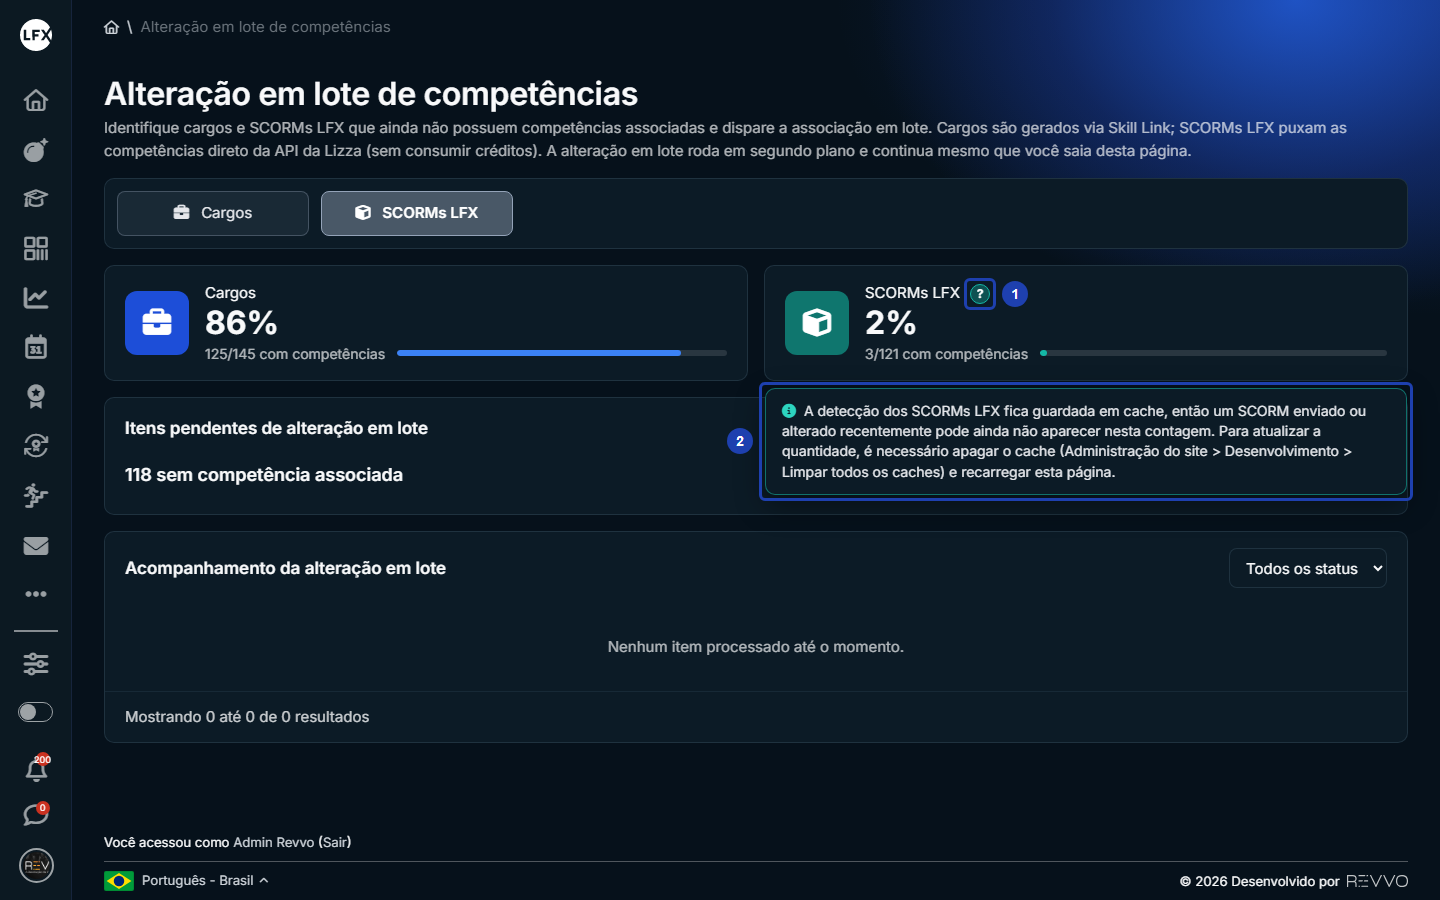 LFX
\ Alteração em lote de competências
Alteração em lote de competências
Identifique cargos e SCORMs LFX que ainda não possuem competências associadas e dispare a associação em lote. Cargos são gerados via Skill Link; SCORMs LFX puxam as
competências direto da API da Lizza (sem consumir créditos). A alteração em lote roda em segundo plano e continua mesmo que você saia desta página.
Cargos
SCORMs LFX
Cargos
86%
125/145 com competências
SCORMs LFX ? 1
2%
3/121 com competências
Itens pendentes de alteração em lote
118 sem competência associada
2
A detecção dos SCORMs LFX fica guardada em cache, então um SCORM enviado ou
alterado recentemente pode ainda não aparecer nesta contagem. Para atualizar a
quantidade, é necessário apagar o cache (Administração do site > Desenvolvimento >
Limpar todos os caches) e recarregar esta página.
Acompanhamento da alteração em lote
Todos os status
Nenhum item processado até o momento.
Mostrando 0 até 0 de 0 resultados
31
200
0
REV
Você acessou como Admin Revvo (Sair)
Português - Brasil
© 2026 Desenvolvido por REVVO